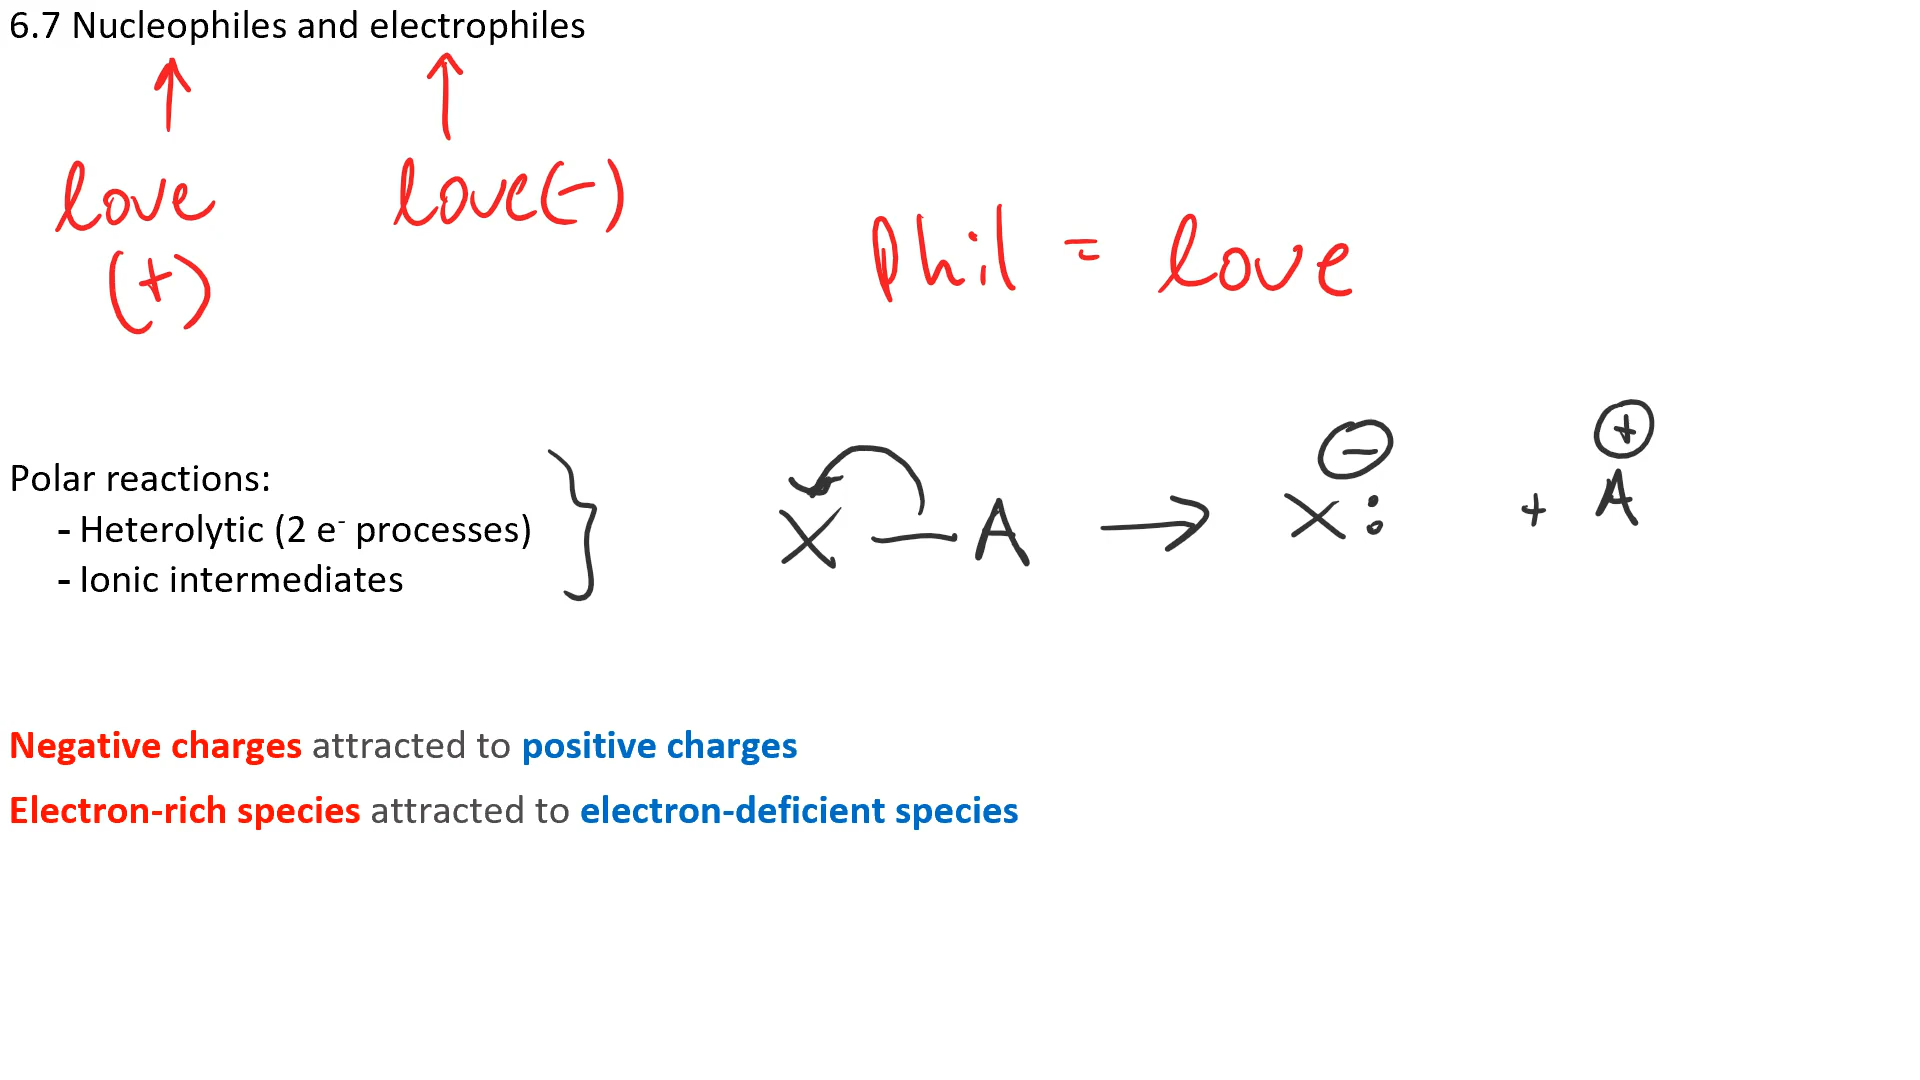 6.7 Nucleophiles and electrophiles
love love(-)
(+)
Phil = love
Polar reactions:
- Heterolytic (2 e⁻ processes)
- Ionic intermediates
X — A → X:⊖ + A⊕
Negative charges attracted to positive charges
Electron-rich species attracted to electron-deficient species